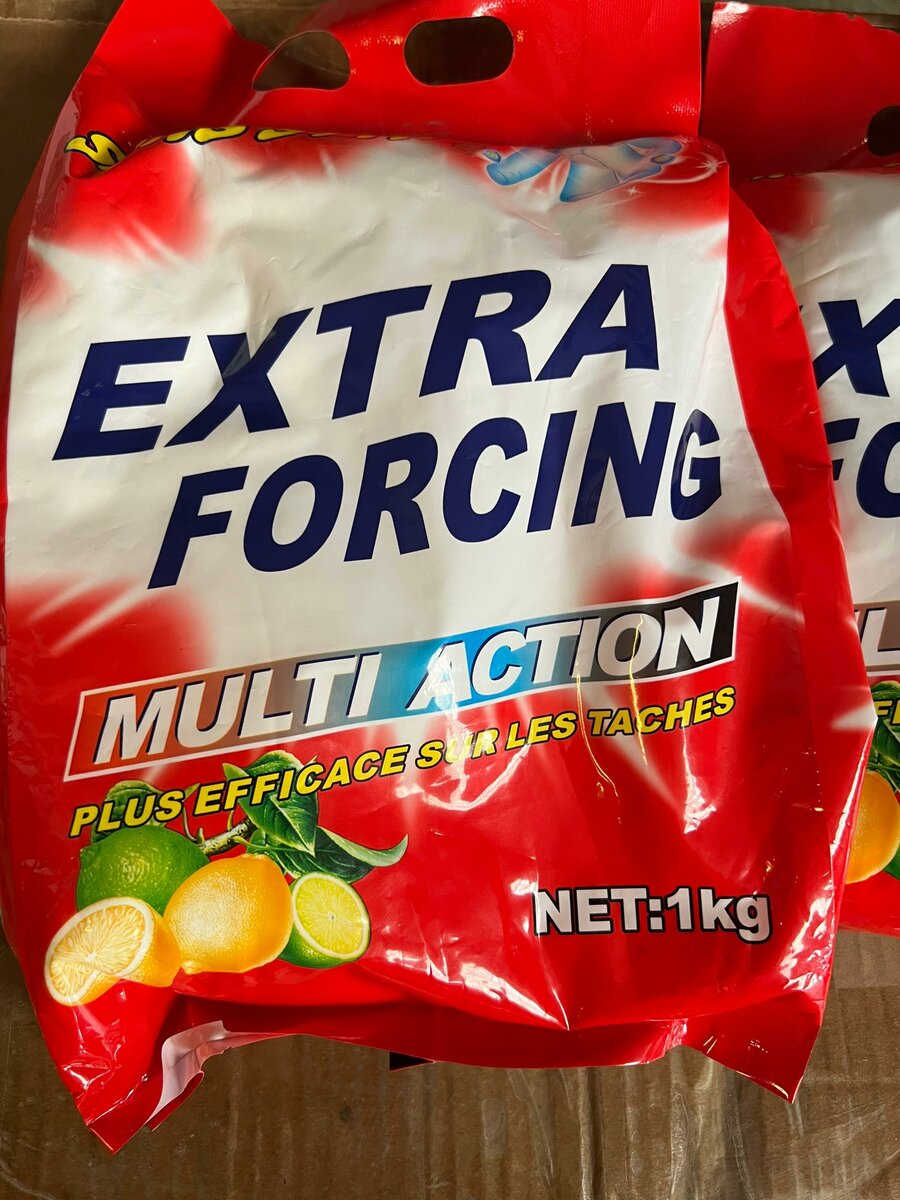 EXTRA
FORCING
MULTI ACTION
PLUS EFFICACE SUR LES TACHES
NET:1kg